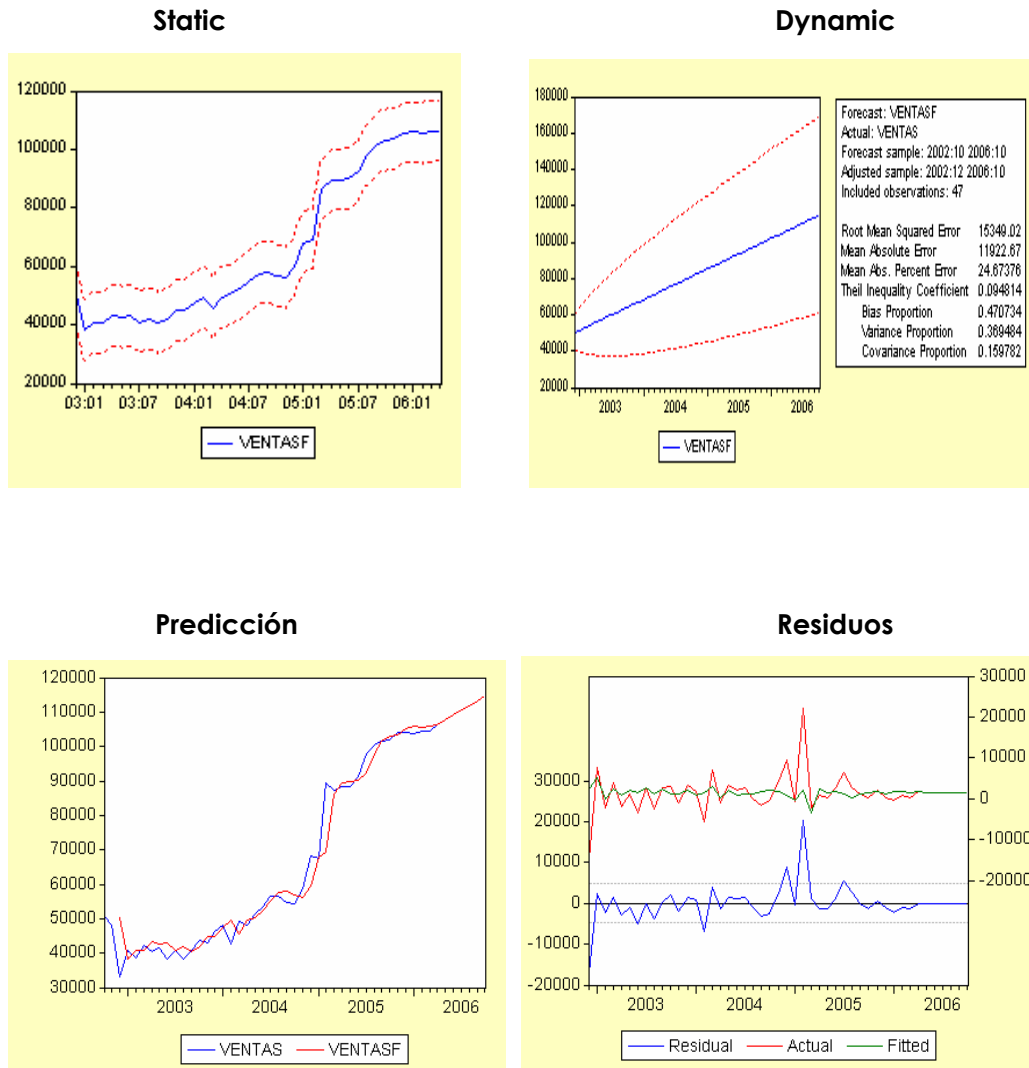 Static
Dynamic
120000
100000
80000
60000
40000
20000
03:01 03:07 04:01 04:07 05:01 05:07 06:01
VENTASF
180000
160000
140000
120000
100000
80000
60000
40000
20000
2003 2004 2005 2006
VENTASF
Forecast: VENTASF
Actual: VENTAS
Forecast sample: 2002:10 2006:10
Adjusted sample: 2002:12 2006:10
Included observations: 47
Root Mean Squared Error 15349.02
Mean Absolute Error 11922.67
Mean Abs. Percent Error 24.67376
Theil Inequality Coefficient 0.094814
Bias Proportion 0.470734
Variance Proportion 0.369484
Covariance Proportion 0.159782
Predicción
Residuos
120000
110000
100000
90000
80000
70000
60000
50000
40000
30000
2003 2004 2005 2006
VENTAS VENTASF
30000
20000
10000
0
-10000
-20000
30000
20000
10000
0
-10000
-20000
2003 2004 2005 2006
Residual Actual Fitted